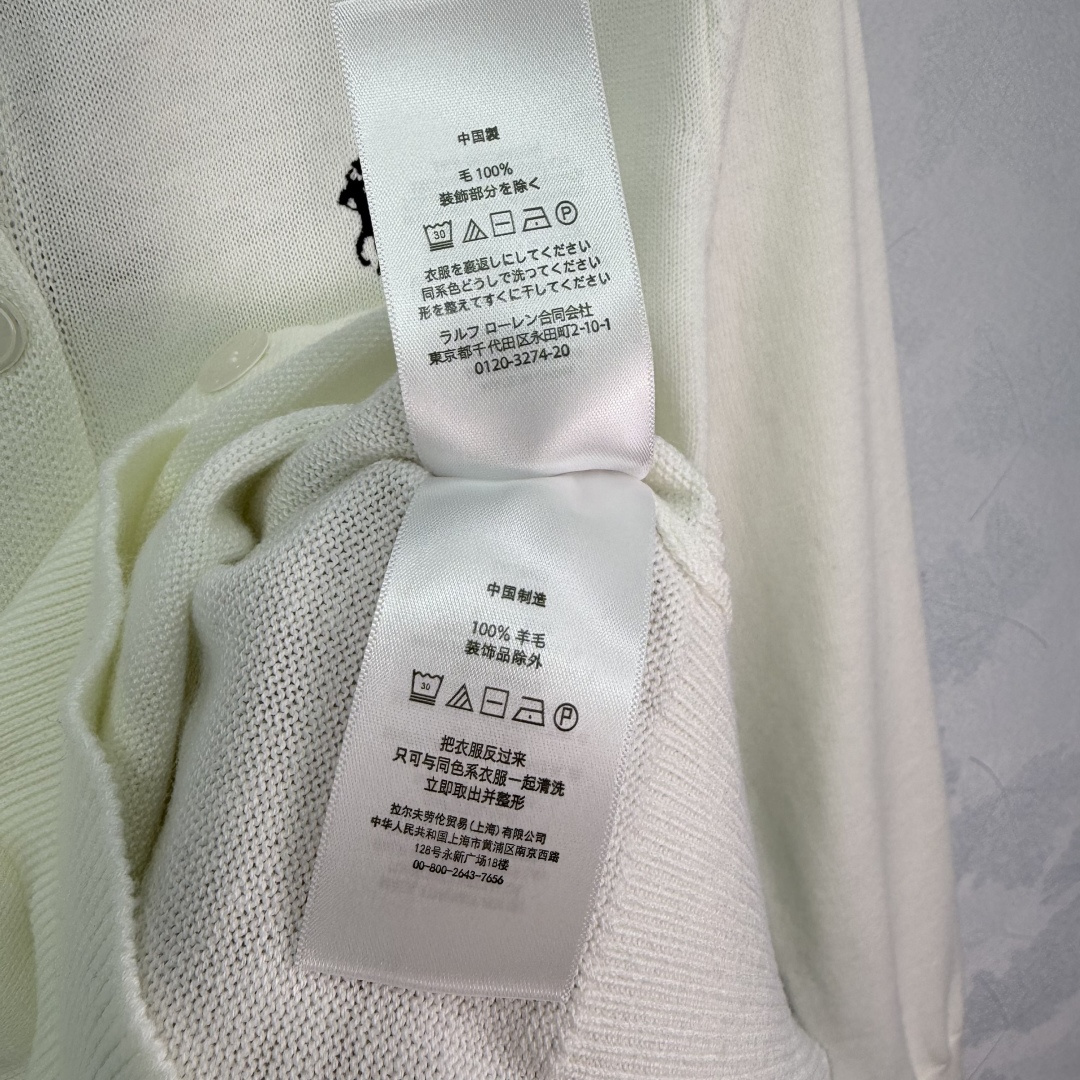 中国製
毛 100%
装飾部分を除く
30
P
衣服を裏返しにしてください
同系色どうしで洗つてください
形を整えてすぐに干してください
ラルフ ローレン合同会社
東京都千代田区永田町2-10-1
0120-3274-20
中国制造
100% 羊毛
装饰品除外
30
P
把衣服反过来
只可与同色系衣服一起清洗
立即取出并整形
拉尔夫劳伦贸易(上海)有限公司
中华人民共和国上海市黄浦区南京西路
128号永新广场18楼
00-800-2643-7656